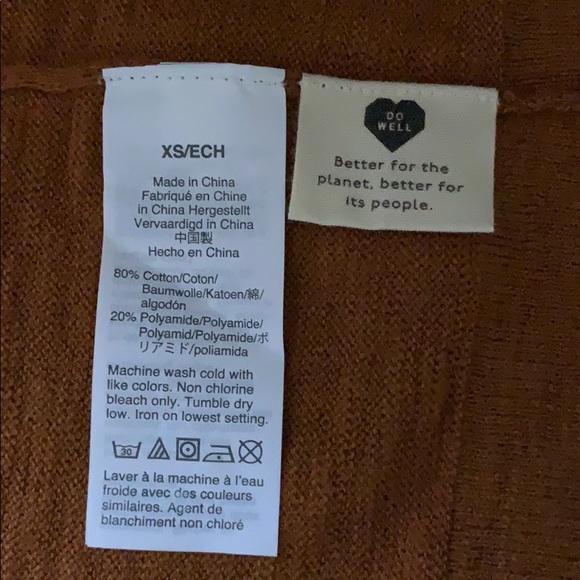 XS/ECH
Made in China
Fabriqué en Chine
in China Hergestellt
Vervaardigd in China
中国製
Hecho en China
80% Cotton/Coton/
Baumwolle/Katoen/綿/
algodón
20% Polyamide/Polyamide/
Polyamid/Polyamide/ポ
リアミド/poliamida
Machine wash cold with
like colors. Non chlorine
bleach only. Tumble dry
low. Iron on lowest setting.
30
Laver à la machine à l'eau
froide avec des couleurs
similaires. Agent de
blanchiment non chloré
DO
WELL
Better for the
planet, better for
its people.